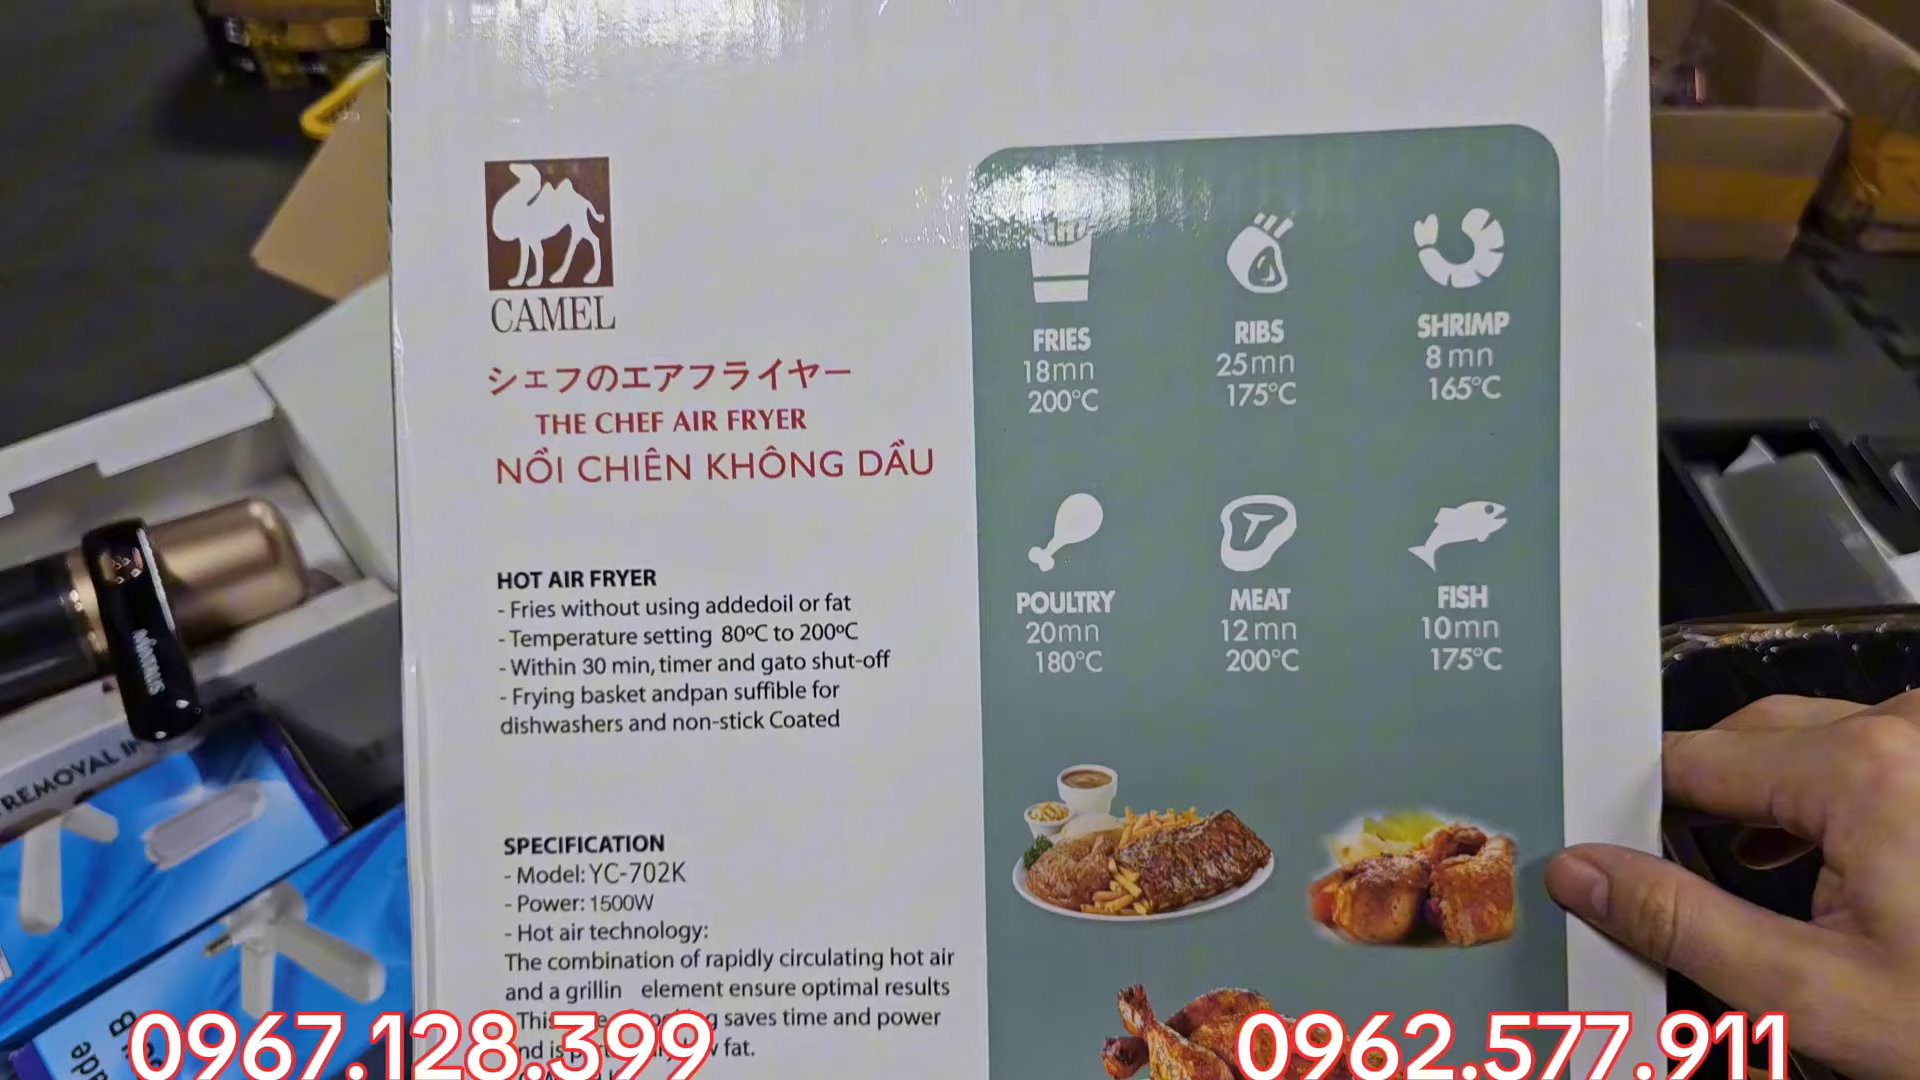 CAMEL
シェフのエアフライヤー
THE CHEF AIR FRYER
NỒI CHIÊN KHÔNG DẦU
HOT AIR FRYER
- Fries without using addedoil or fat
- Temperature setting 80ºC to 200ºC
- Within 30 min, timer and gato shut-off
- Frying basket andpan suffible for
dishwashers and non-stick Coated
SPECIFICATION
- Model: YC-702K
- Power: 1500W
- Hot air technology:
The combination of rapidly circulating hot air
and a grillin element ensure optimal results
saves time and power
fat.
FRIES
18mn
200°C
RIBS
25mn
175°C
SHRIMP
8mn
165°C
POULTRY
20mn
180°C
MEAT
12mn
200°C
FISH
10mn
175°C
REMOVAL
0967.128.399
0962.577.911